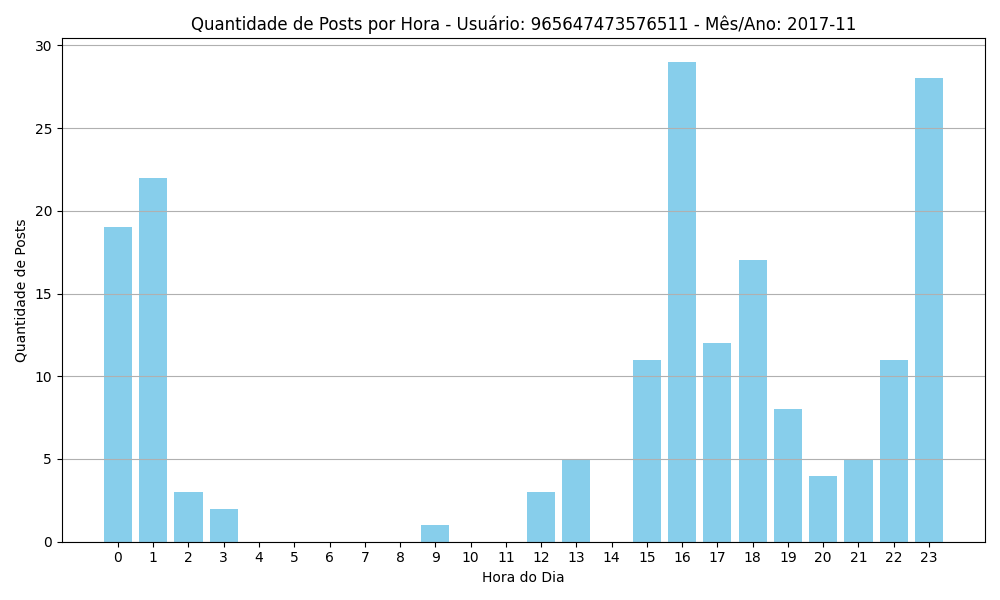 Quantidade de Posts por Hora - Usuário: 965647473576511 - Mês/Ano: 2017-11
Quantidade de Posts
30
25
20
15
10
5
0
0 1 2 3 4 5 6 7 8 9 10 11 12 13 14 15 16 17 18 19 20 21 22 23
Hora do Dia